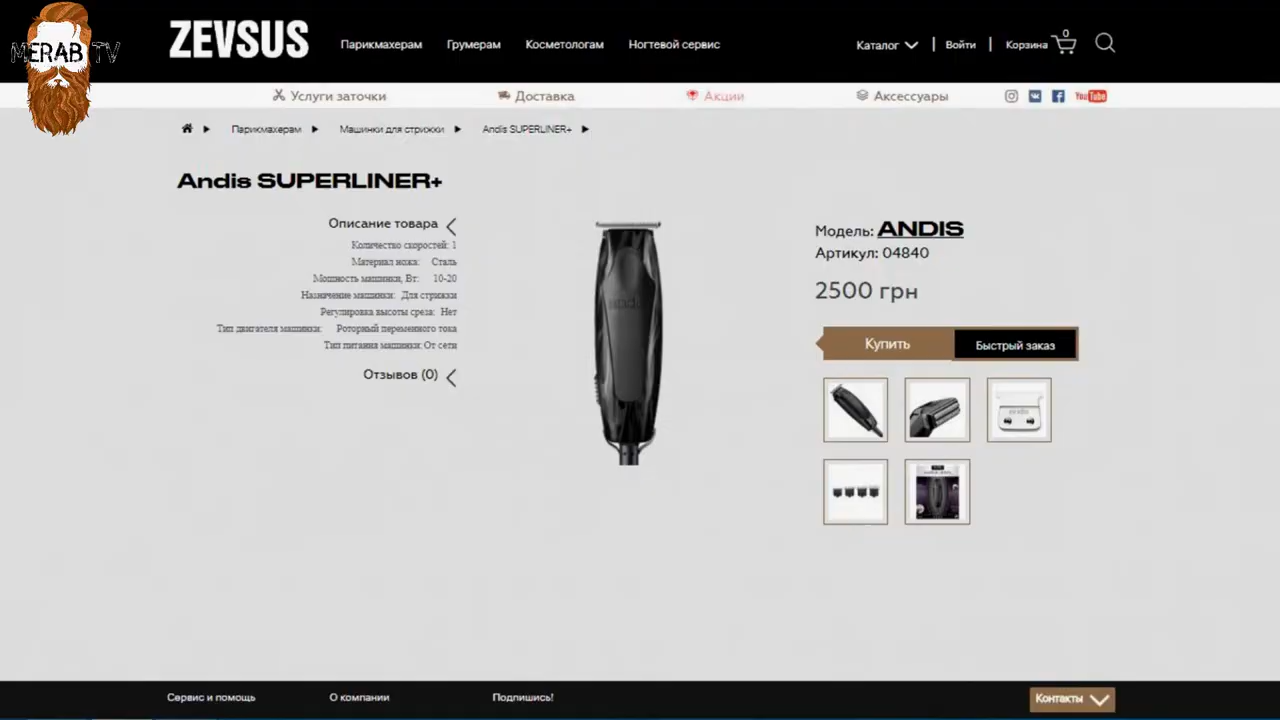 MERAB TV
ZEVSUS
Парикмахерам Грумерам Косметологам Ногтевой сервис
Каталог | Войти | Корзина 0
Услуги заточки Доставка Акции Аксессуары YouTube
Парикмахерам Машинки для стрижки Andis SUPERLINER+
Andis SUPERLINER+
Описание товара
Количество скоростей: 1
Материал ножа: Сталь
Мощность машинки, Вт: 10-20
Назначение машинки: Для стрижки
Регулировка высоты среза: Нет
Тип двигателя машинки: Роторный переменного тока
Тип питания машинки: От сети
Отзывов (0)
Модель: ANDIS
Артикул: 04840
2500 грн
Купить Быстрый заказ
Сервис и помощь О компании Подпишись! Контакты